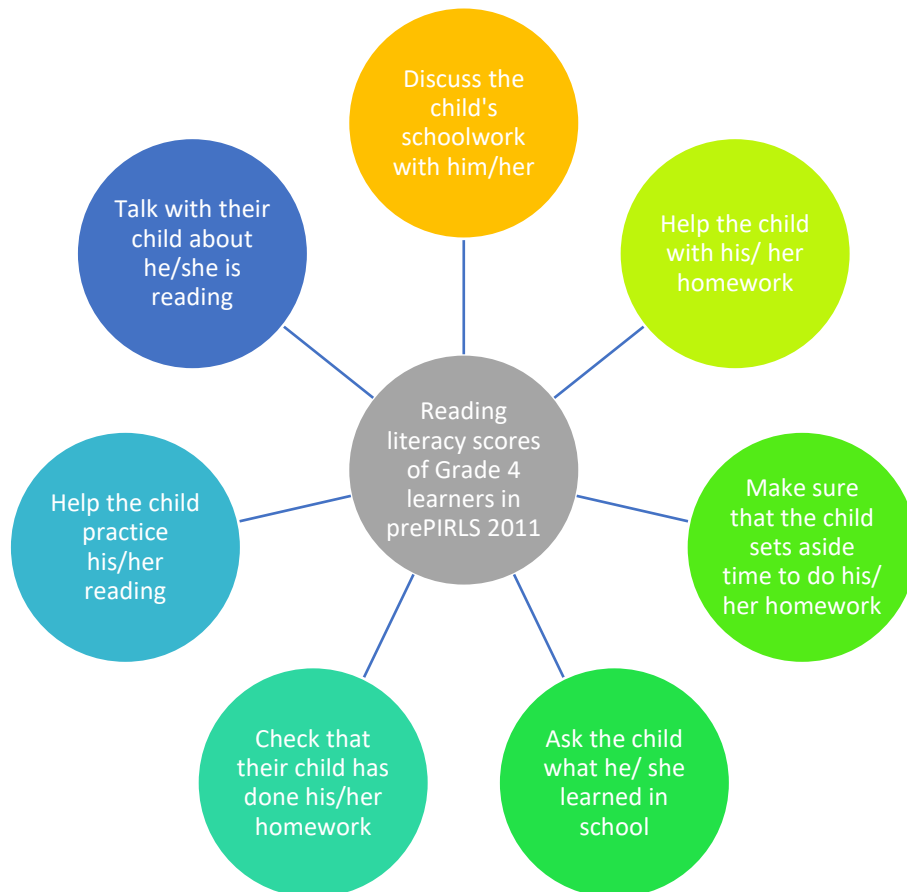 Discuss the
child's
schoolwork
with him/her
Help the child
with his/ her
homework
Make sure
that the child
sets aside
time to do his/
her homework
Ask the child
what he/ she
learned in
school
Check that
their child has
done his/her
homework
Help the child
practice
his/her
reading
Talk with their
child about
he/she is
reading
Reading
literacy scores
of Grade 4
learners in
prePIRLS 2011